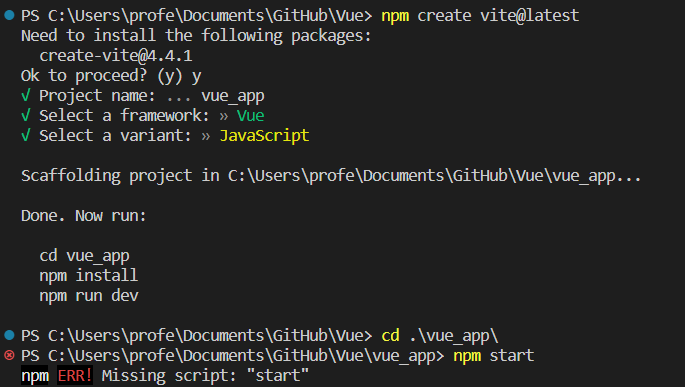 PS C:\Users\profe\Documents\GitHub\Vue> npm create vite@latest
Need to install the following packages:
  create-vite@4.4.1
Ok to proceed? (y) y
√ Project name: ... vue_app
√ Select a framework: » Vue
√ Select a variant: » JavaScript

Scaffolding project in C:\Users\profe\Documents\GitHub\Vue\vue_app...

Done. Now run:

  cd vue_app
  npm install
  npm run dev

PS C:\Users\profe\Documents\GitHub\Vue> cd .\vue_app\
PS C:\Users\profe\Documents\GitHub\Vue\vue_app> npm start
npm ERR! Missing script: "start"